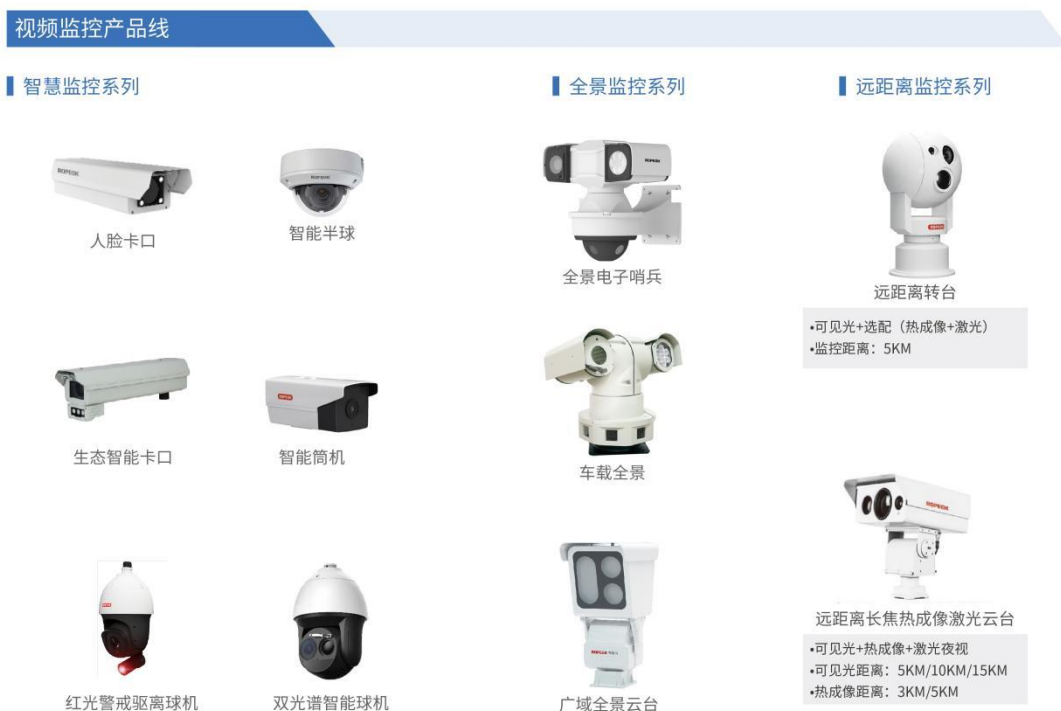 视频监控产品线
智慧监控系列
全景监控系列
远距离监控系列
ROPEOK
ROPEOK
ROPEOK
人脸卡口
智能半球
全景电子哨兵
远距离转台
•可见光+选配（热成像+激光）
•监控距离：5KM
生态智能卡口
智能筒机
车载全景
ROPEOK
远距离长焦热成像激光云台
•可见光+热成像+激光夜视
•可见光距离：5KM/10KM/15KM
•热成像距离：3KM/5KM
红光警戒驱离球机
双光谱智能球机
广域全景云台